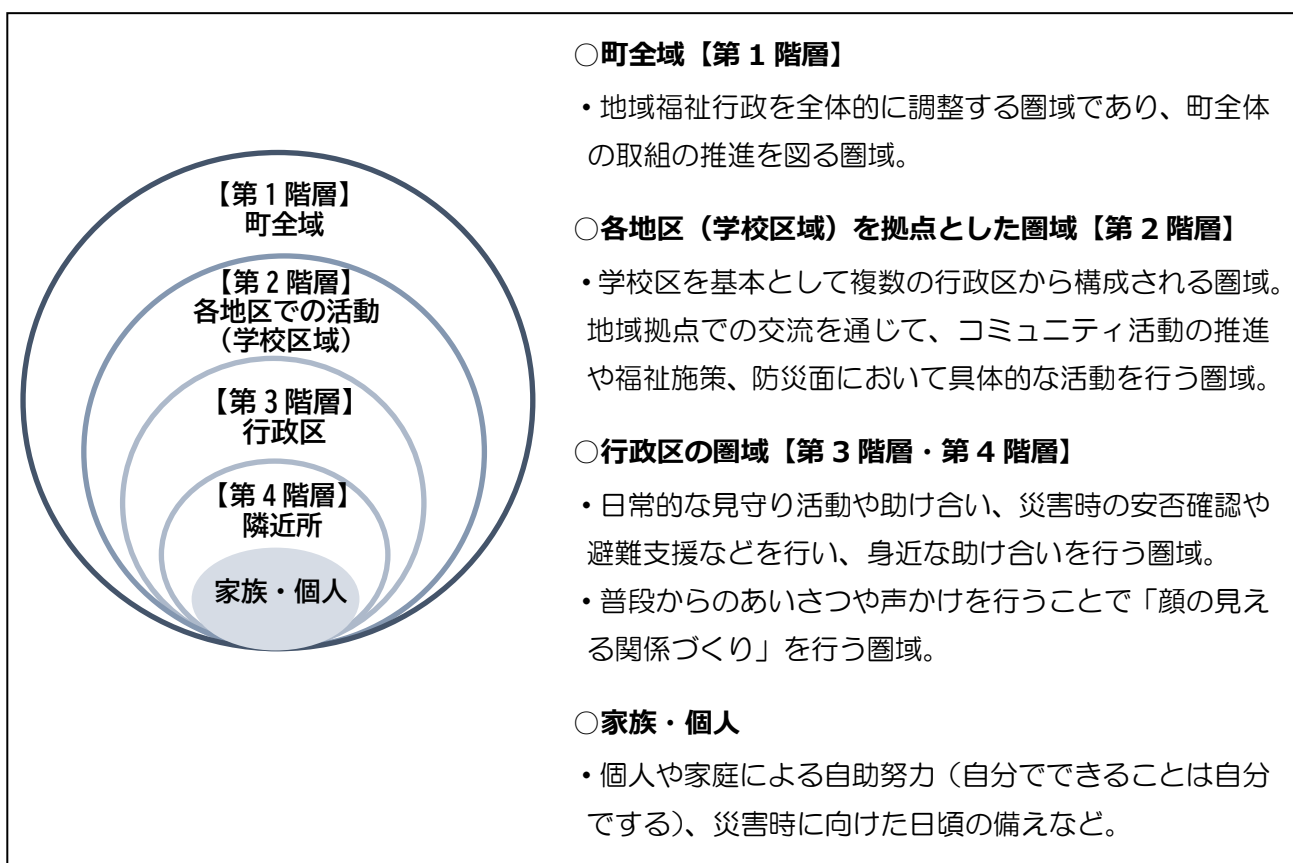 【第1階層】
町全域
【第2階層】
各地区での活動
（学校区域）
【第3階層】
行政区
【第4階層】
隣近所
家族・個人
○町全域【第1階層】
・地域福祉行政を全体的に調整する圏域であり、町全体
の取組の推進を図る圏域。
○各地区（学校区域）を拠点とした圏域【第2階層】
・学校区を基本として複数の行政区から構成される圏域。
地域拠点での交流を通じて、コミュニティ活動の推進
や福祉施策、防災面において具体的な活動を行う圏域。
○行政区の圏域【第3階層・第4階層】
・日常的な見守り活動や助け合い、災害時の安否確認や
避難支援などを行い、身近な助け合いを行う圏域。
・普段からのあいさつや声かけを行うことで「顔の見え
る関係づくり」を行う圏域。
○家族・個人
・個人や家庭による自助努力（自分でできることは自分
でする）、災害時に向けた日頃の備えなど。